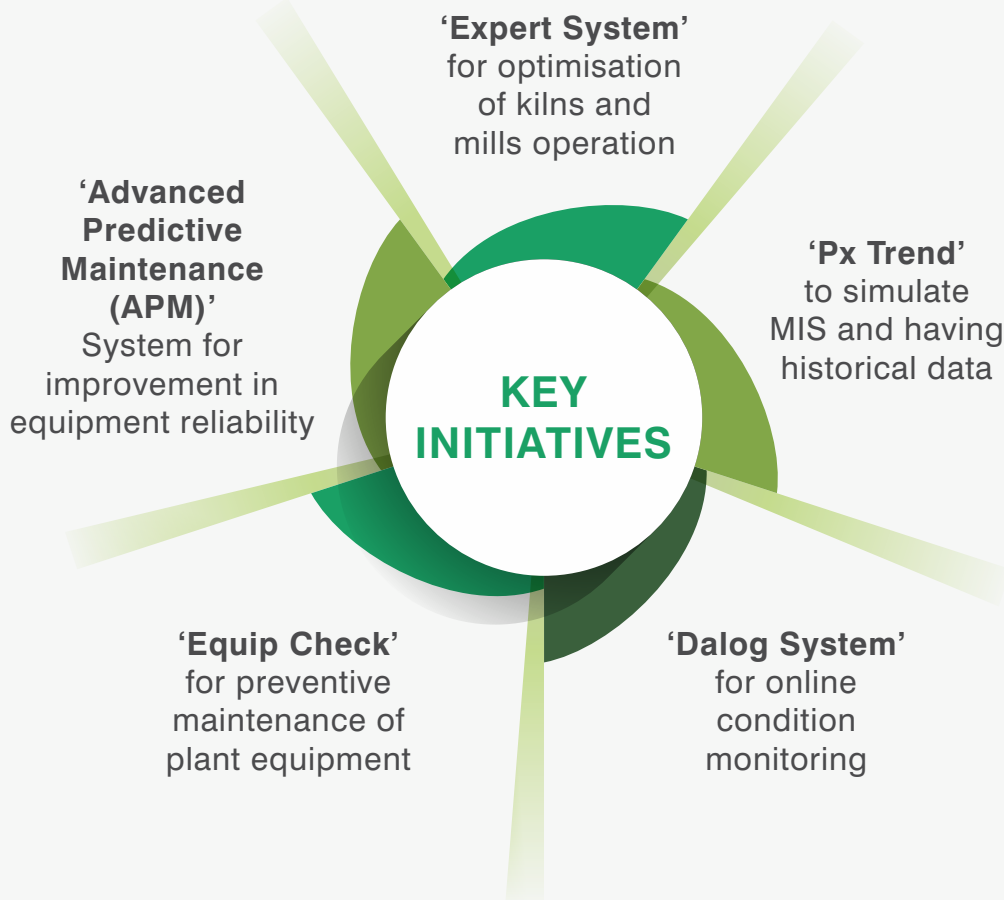 ‘Expert System’
for optimisation
of kilns and
mills operation
‘Px Trend’
to simulate
MIS and having
historical data
‘Dalog System’
for online
condition
monitoring
‘Equip Check’
for preventive
maintenance of
plant equipment
‘Advanced
Predictive
Maintenance
(APM)’
System for
improvement in
equipment reliability
KEY
INITIATIVES